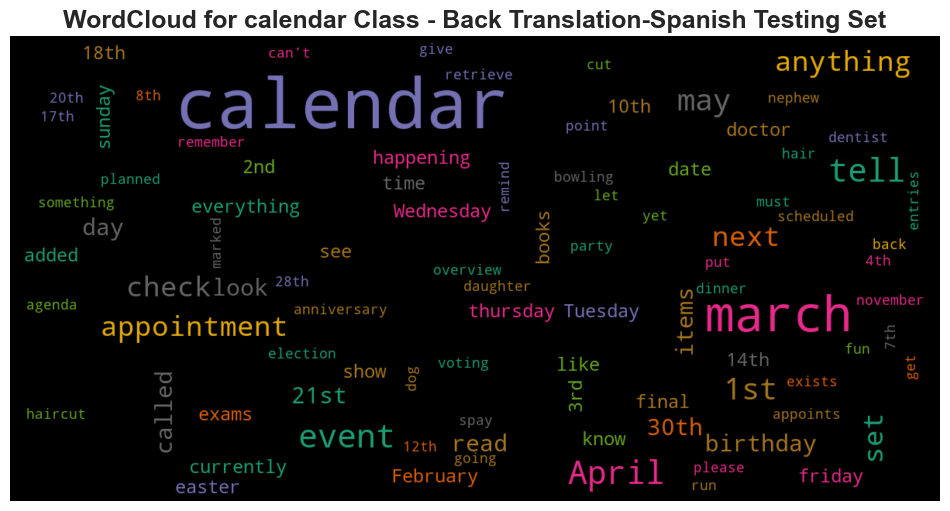 WordCloud for calendar Class - Back Translation-Spanish Testing Set
18th
can't
give
cut
anything
20th
8th
sunday
calendar
retrieve
10th
may
nephew
17th
remember
point
doctor
dentist
2nd
happening
hair
planned
time
remind
bowling
date
tell
entries
something
everything
Wednesday
let
must
day
marked
books
yet
scheduled
added
see
party
next
back
check
look
28th
overview
put
4th
daughter
dinner
agenda
anniversary
thursday
Tuesday
items
march
november
appointment
7th
election
voting
14th
fun
show
dog
like
get
called
21st
3rd
1st
exists
haircut
exams
final
appoints
event
12th
spay
read
know
30th
birthday
set
currently
going
April
please
friday
easter
February
run